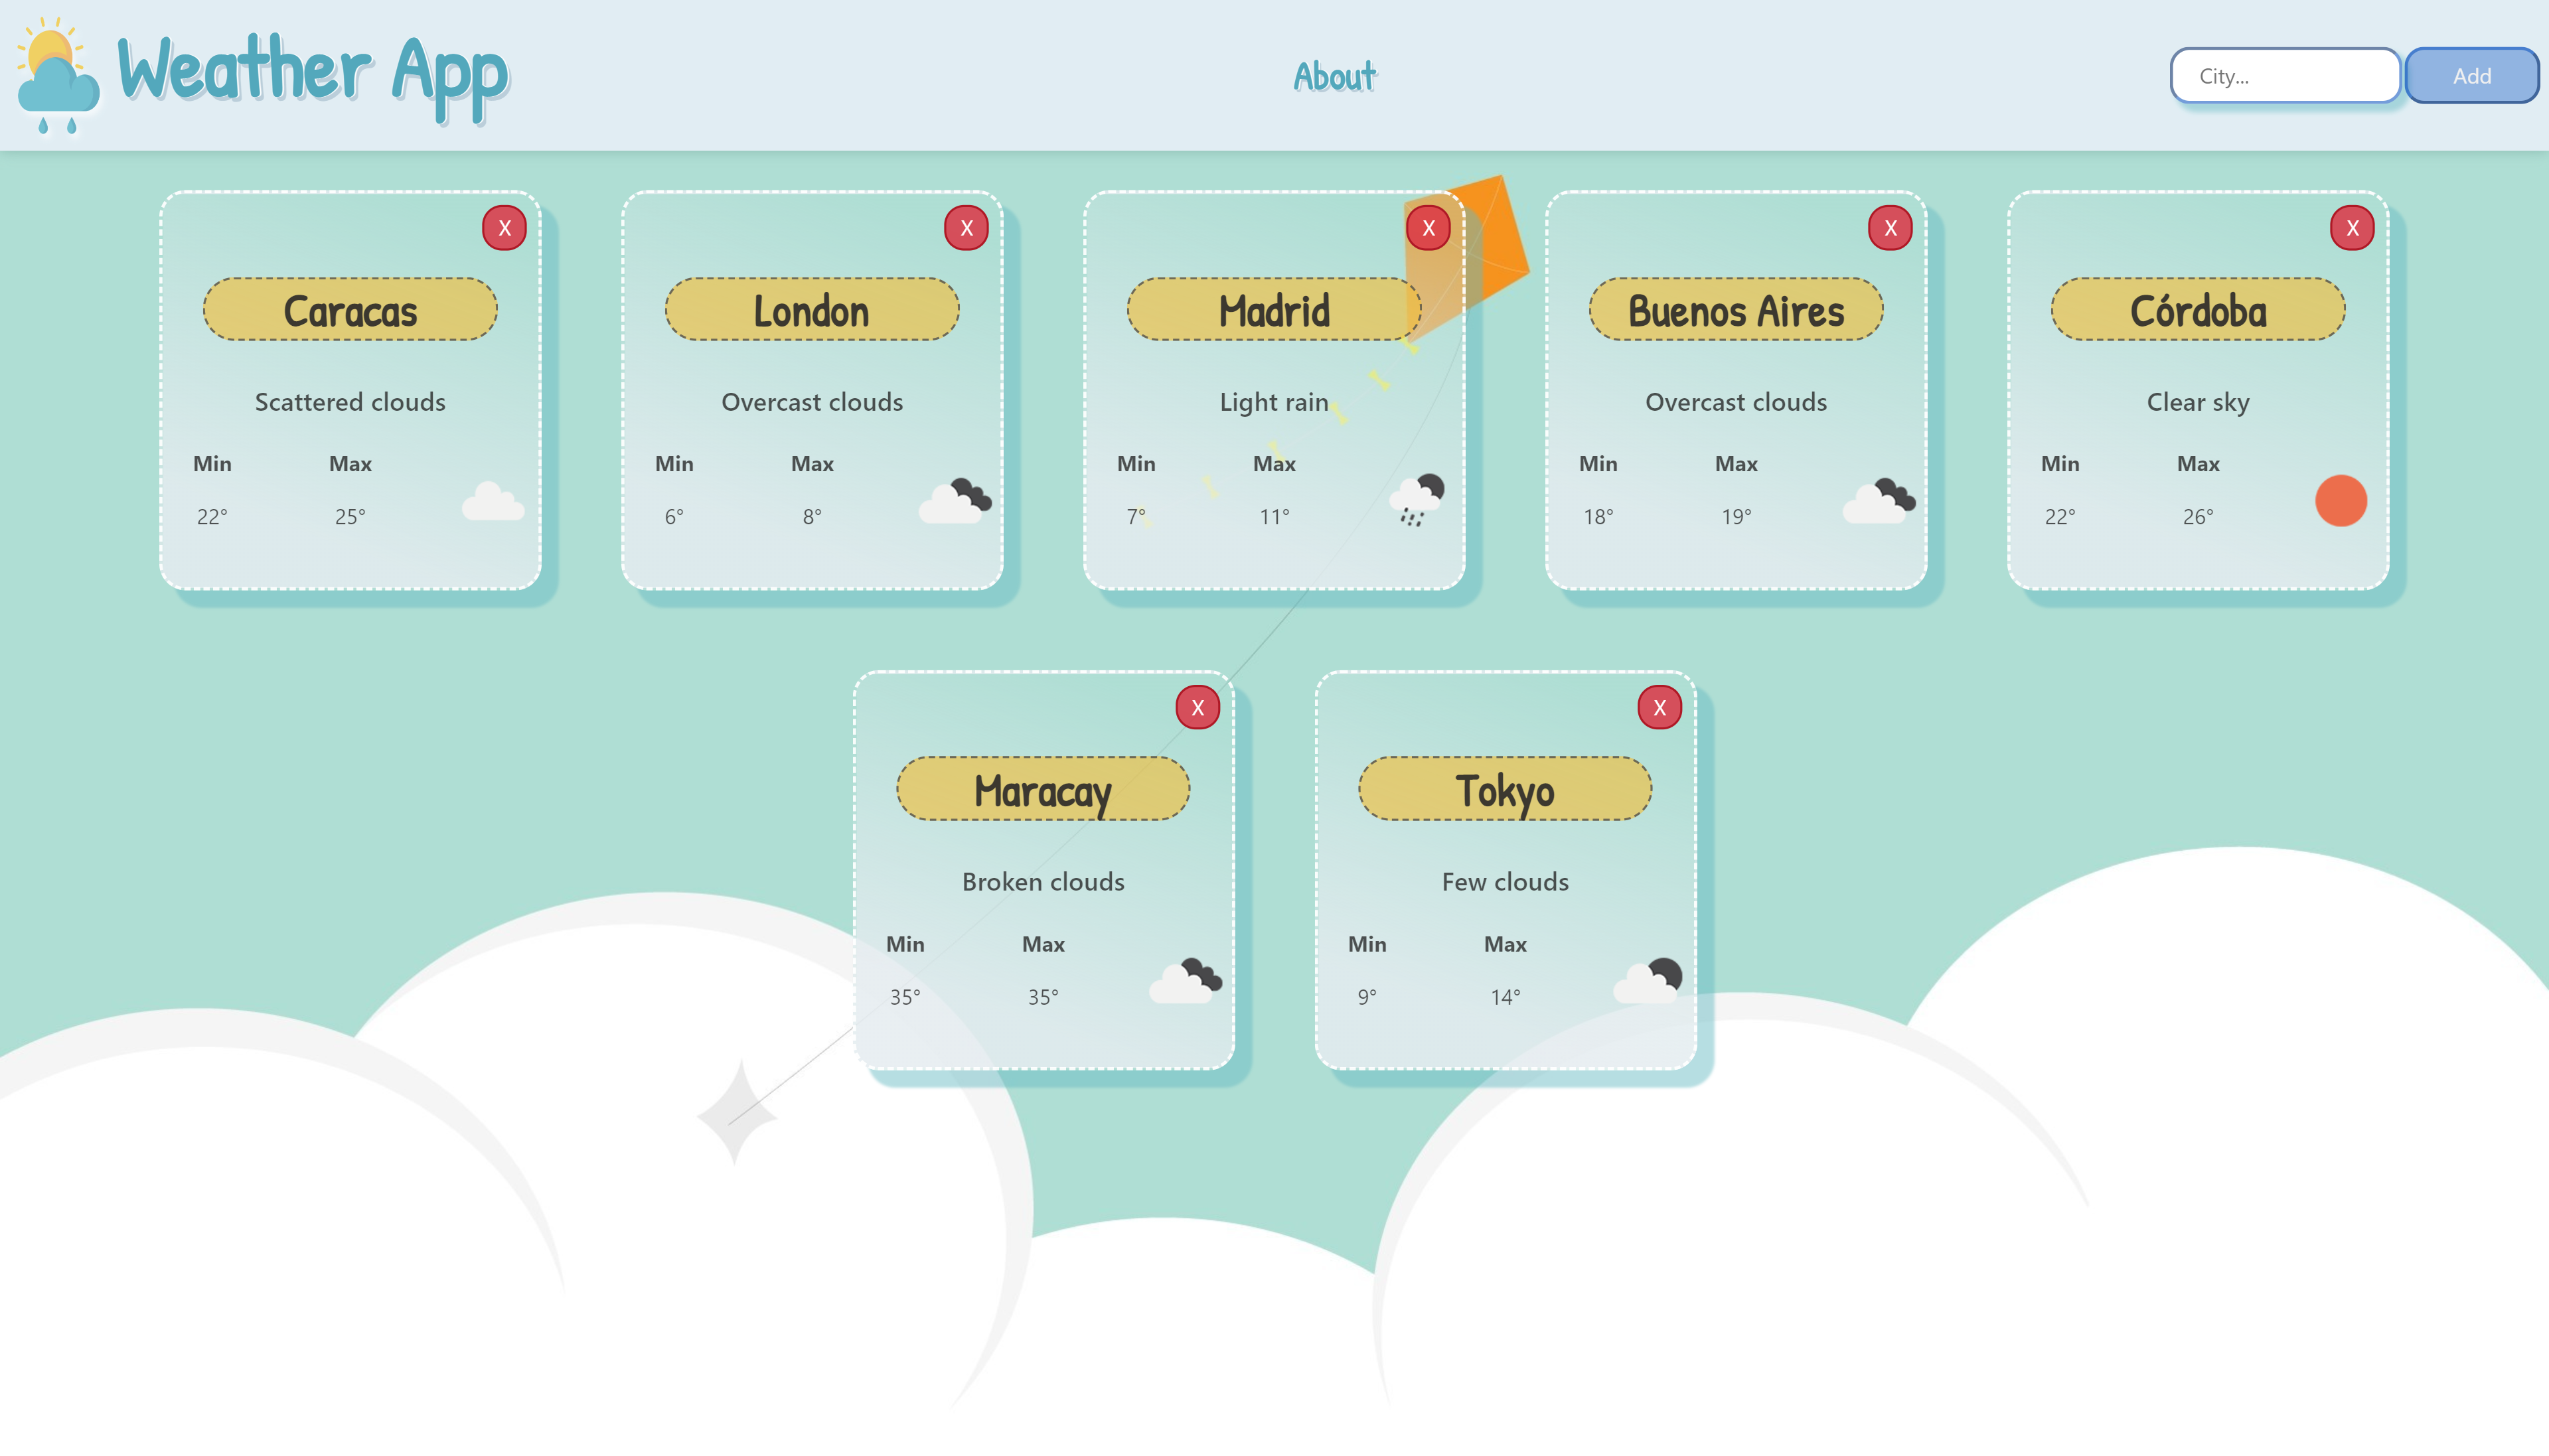 Weather App
About
City...
Add
X
Caracas
Scattered clouds
Min Max
22° 25°
X
London
Overcast clouds
Min Max
6° 8°
X
Madrid
Light rain
Min Max
7° 11°
X
Buenos Aires
Overcast clouds
Min Max
18° 19°
X
Córdoba
Clear sky
Min Max
22° 26°
X
Maracay
Broken clouds
Min Max
35° 35°
X
Tokyo
Few clouds
Min Max
9° 14°